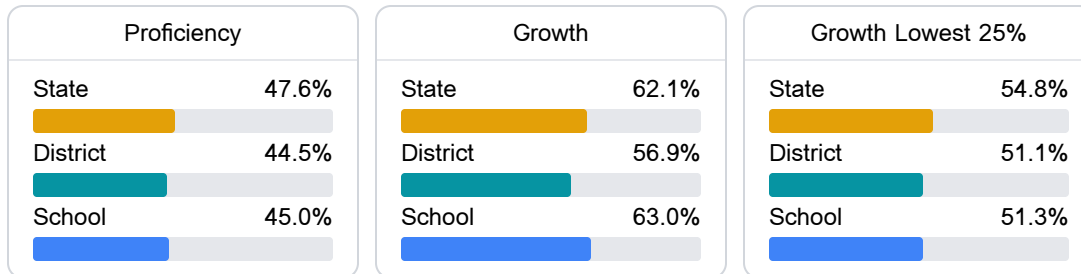 Proficiency
State 47.6%
District 44.5%
School 45.0%
Growth
State 62.1%
District 56.9%
School 63.0%
Growth Lowest 25%
State 54.8%
District 51.1%
School 51.3%